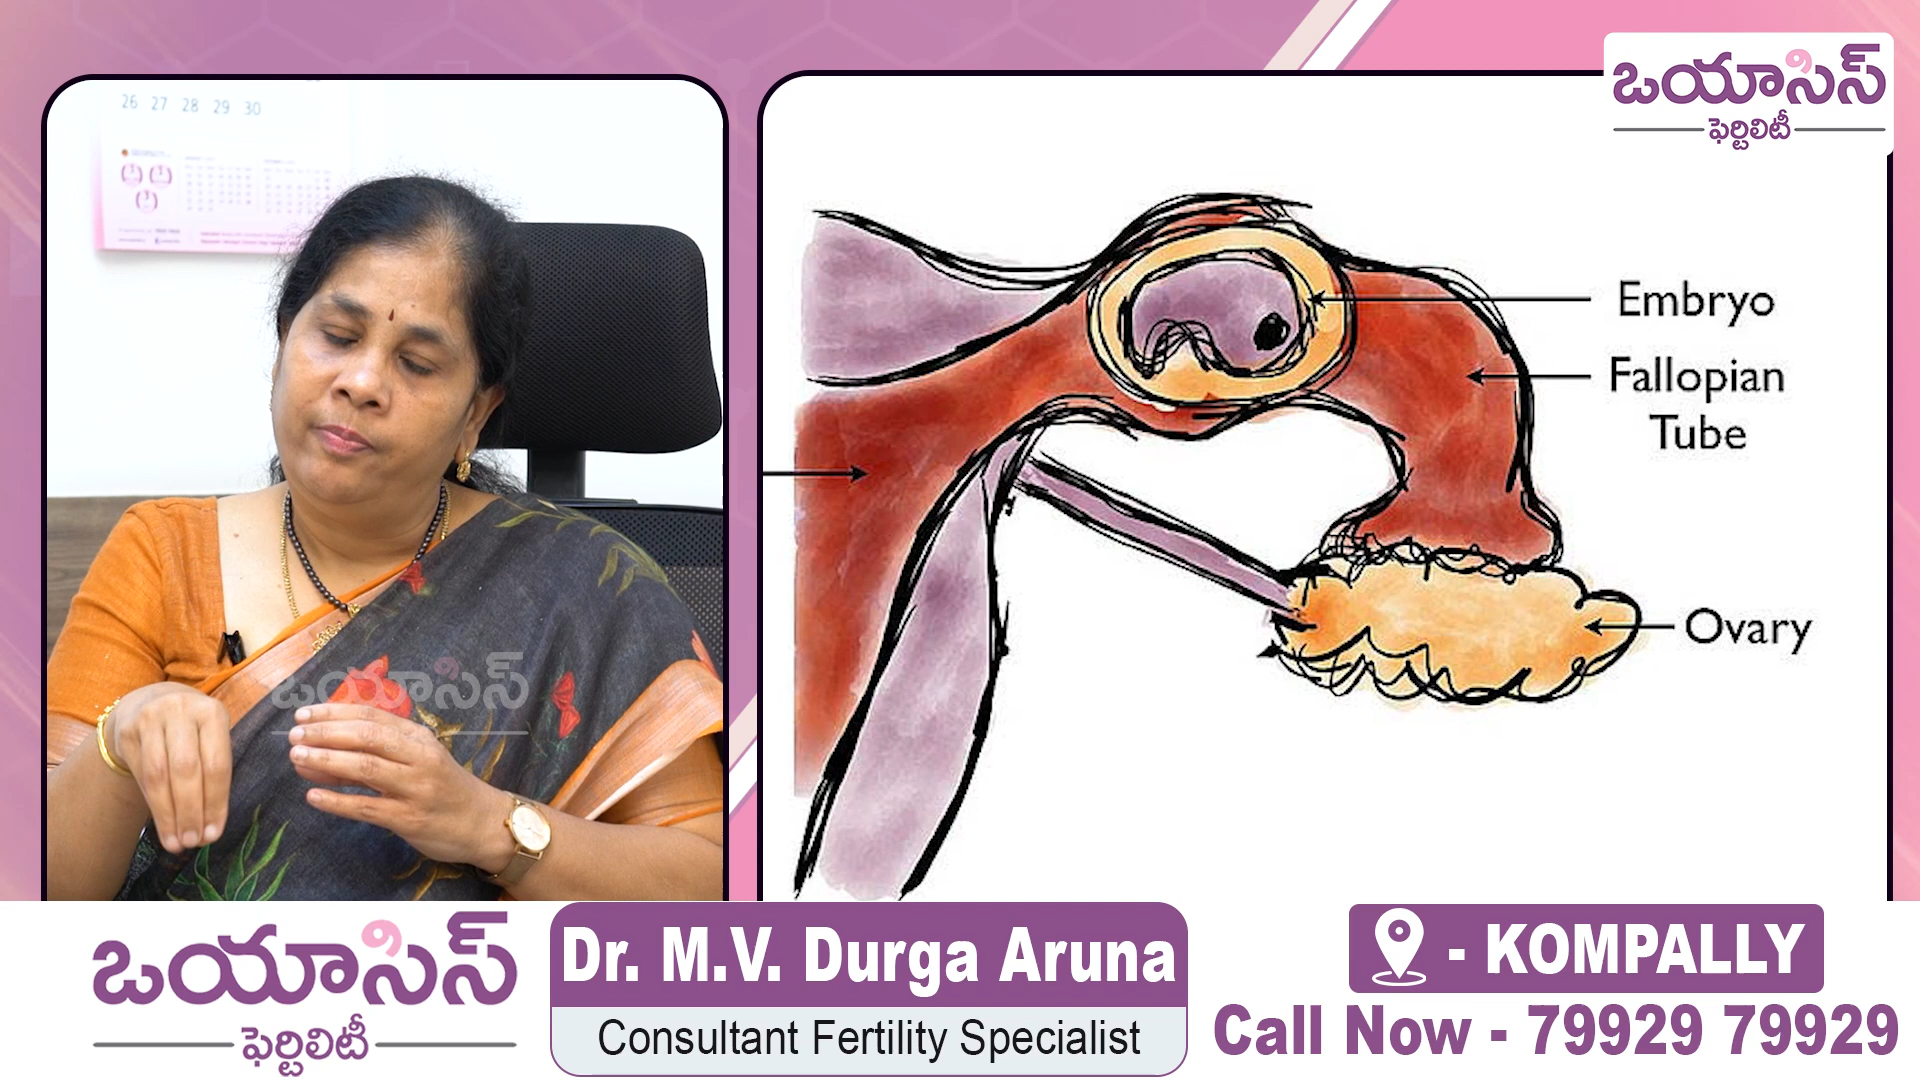 26 27 28 29 30
ఒయాసిస్
ఫెర్టిలిటీ
Embryo
Fallopian
Tube
Ovary
ఒయాసిస్
ఒయాసిస్
ఫెర్టిలిటీ
Dr. M.V. Durga Aruna
Consultant Fertility Specialist
- KOMPALLY
Call Now - 79929 79929